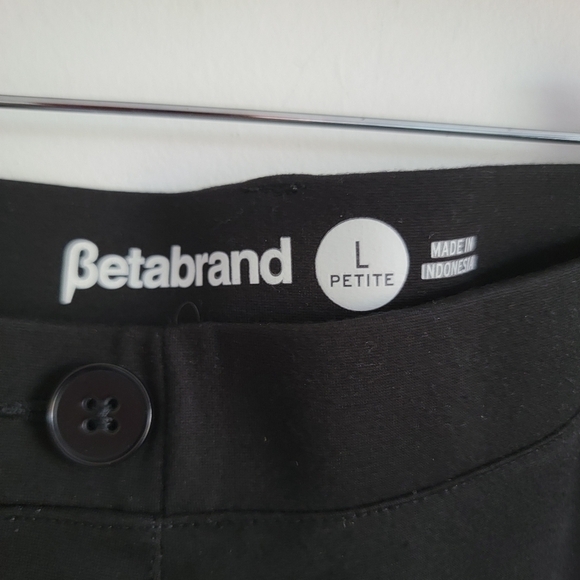 βetabrand
L
PETITE
MADE IN
INDONESIA